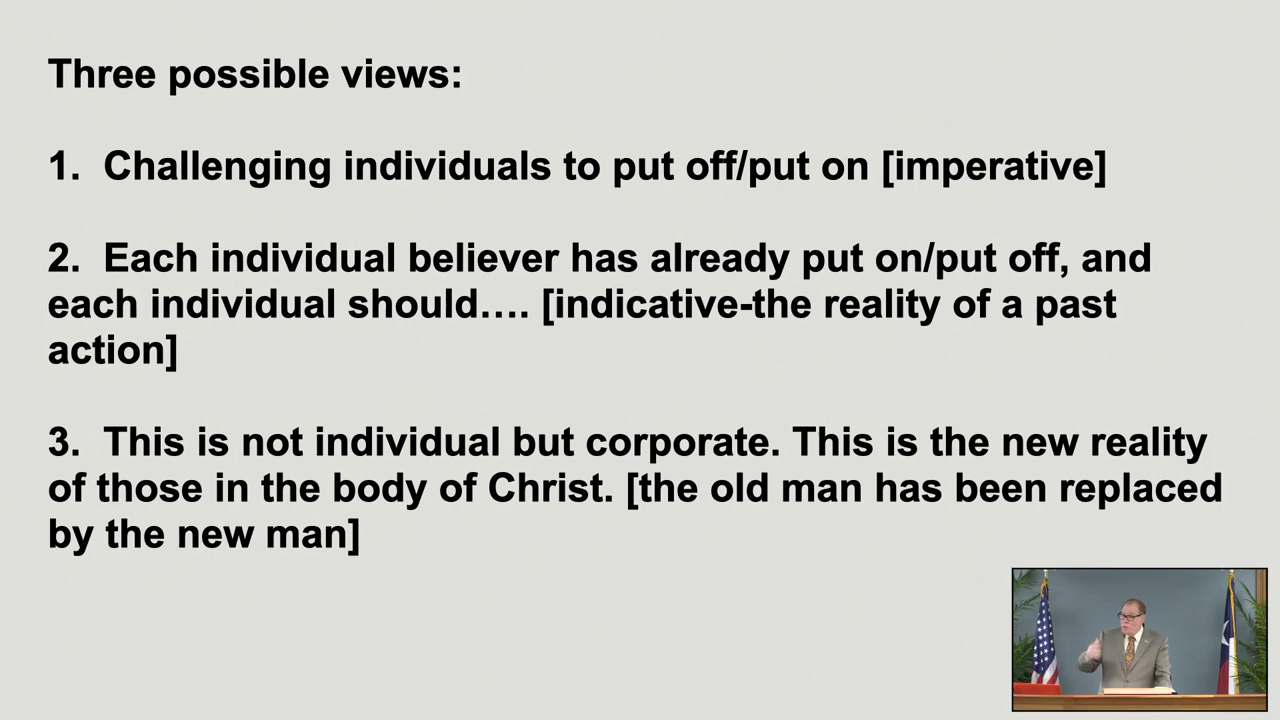 Three possible views:
1. Challenging individuals to put off/put on [imperative]
2. Each individual believer has already put on/put off, and
each individual should.... [indicative-the reality of a past
action]
3. This is not individual but corporate. This is the new reality
of those in the body of Christ. [the old man has been replaced
by the new man]